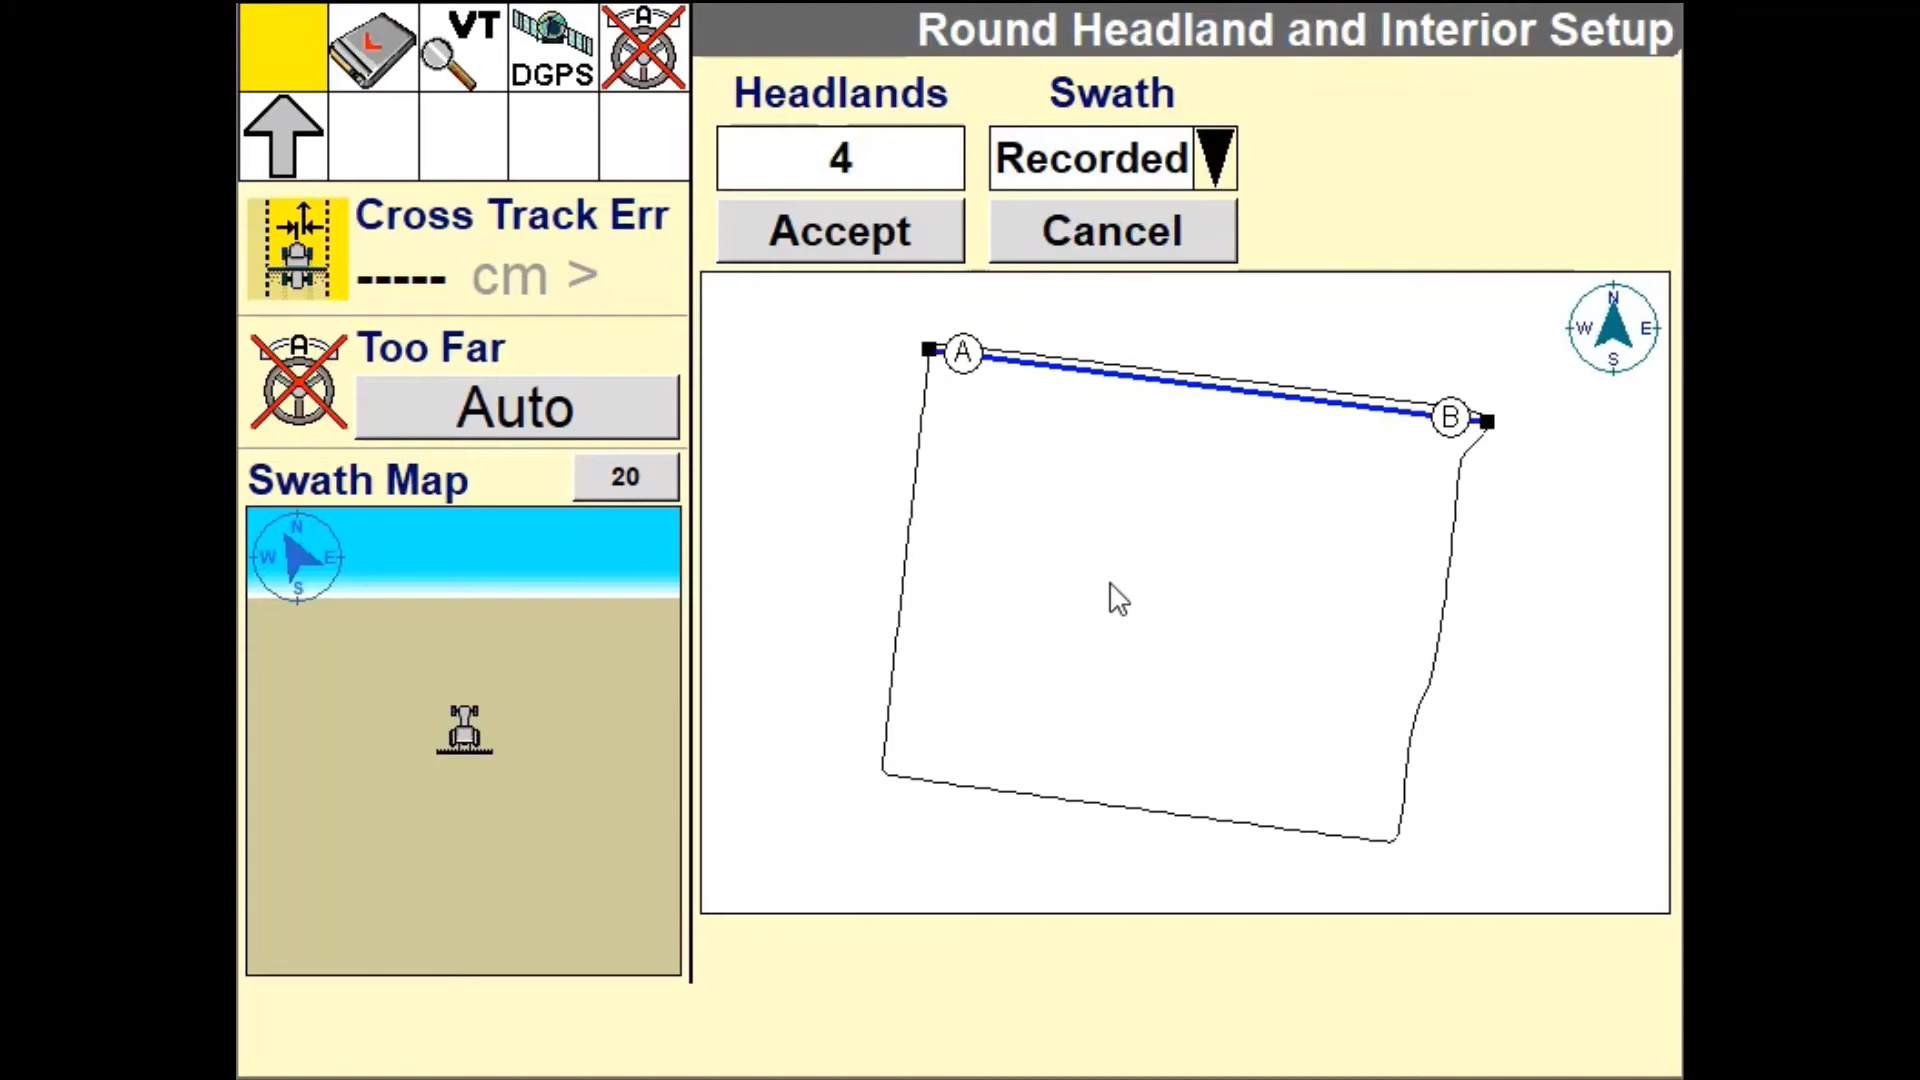 VT
DGPS
A
Round Headland and Interior Setup
Headlands
Swath
4
Recorded
Accept
Cancel
Cross Track Err
----- cm >
A
Too Far
Auto
Swath Map
20
N
W
E
S
N
W
E
S
A
B
L